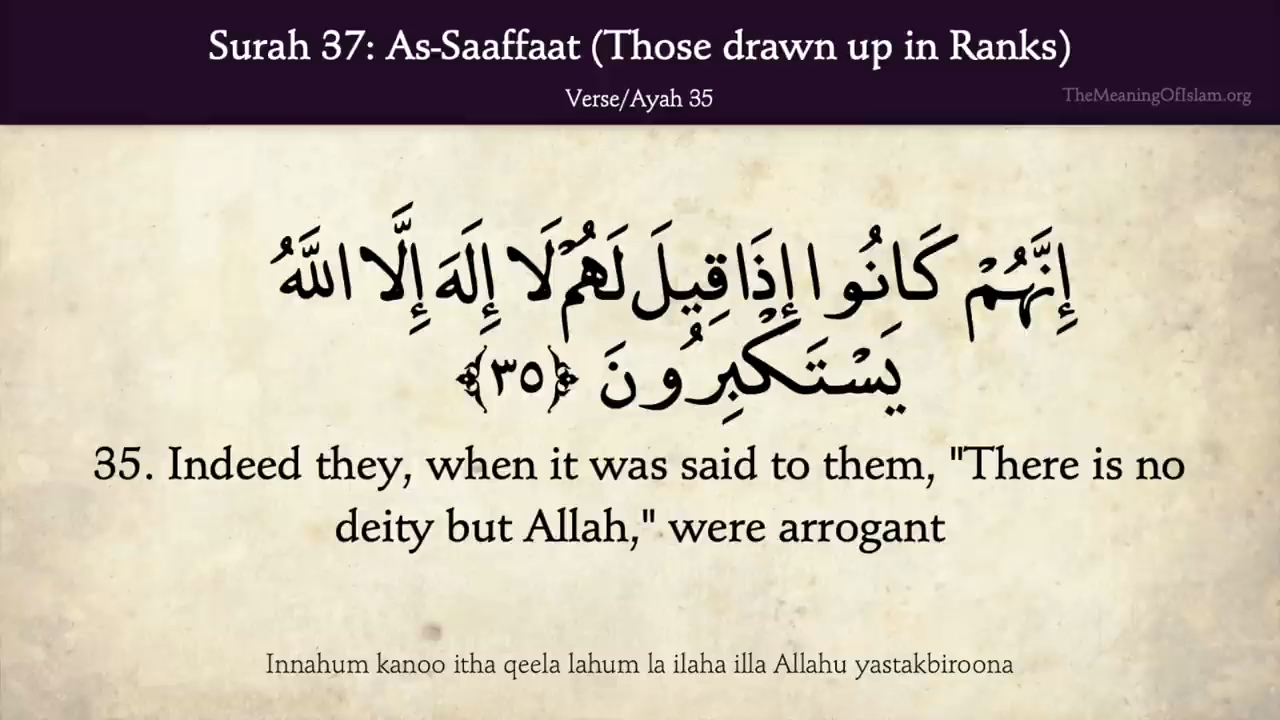 Surah 37: As-Saaffaat (Those drawn up in Ranks)
Verse/Ayah 35
TheMeaningOfIslam.org
إِنَّهُمْ كَانُوا إِذَا قِيلَ لَهُمْ لَا إِلَهَ إِلَّا اللَّهُ
يَسْتَكْبِرُونَ ﴿٣٥﴾
35. Indeed they, when it was said to them, "There is no
deity but Allah," were arrogant
Innahum kanoo itha qeela lahum la ilaha illa Allahu yastakbiroona